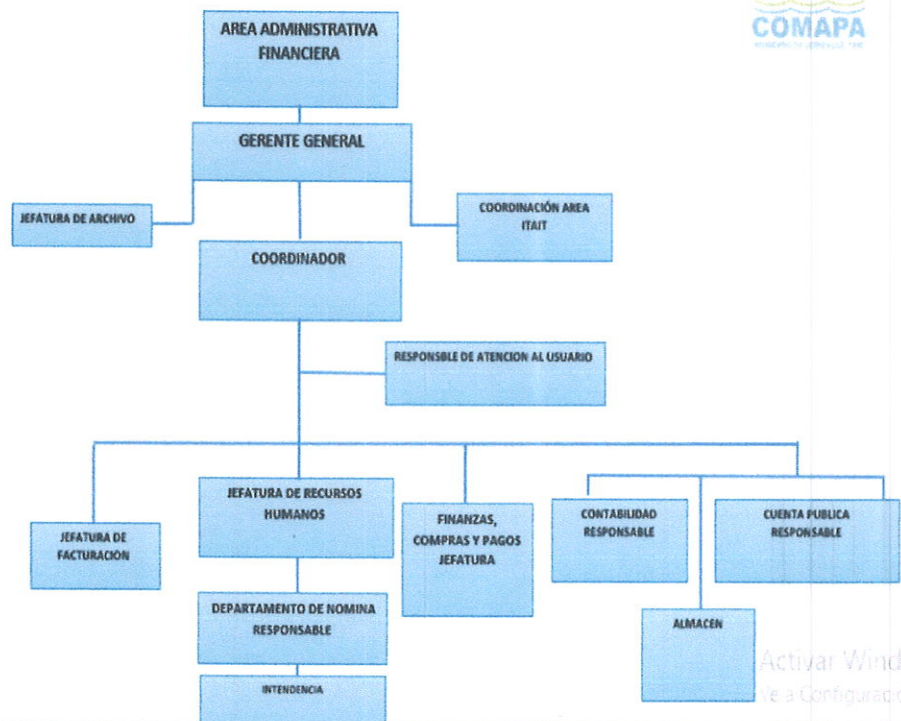 COMAPA
AREA ADMINISTRATIVA
FINANCIERA
GERENTE GENERAL
JEFATURA DE ARCHIVO
COORDINACIÓN AREA
ITAIT
COORDINADOR
RESPONSBLE DE ATENCION AL USUARIO
JEFATURA DE RECURSOS
HUMANOS
JEFATURA DE
FACTURACIÓN
FINANZAS,
COMPRAS Y PAGOS
JEFATURA
CONTABILIDAD
RESPONSABLE
CUENTA PUBLICA
RESPONSABLE
DEPARTAMENTO DE NOMINA
RESPONSABLE
ALMACEN
INTENDENCIA
Activar Wind
Ve a Configurac